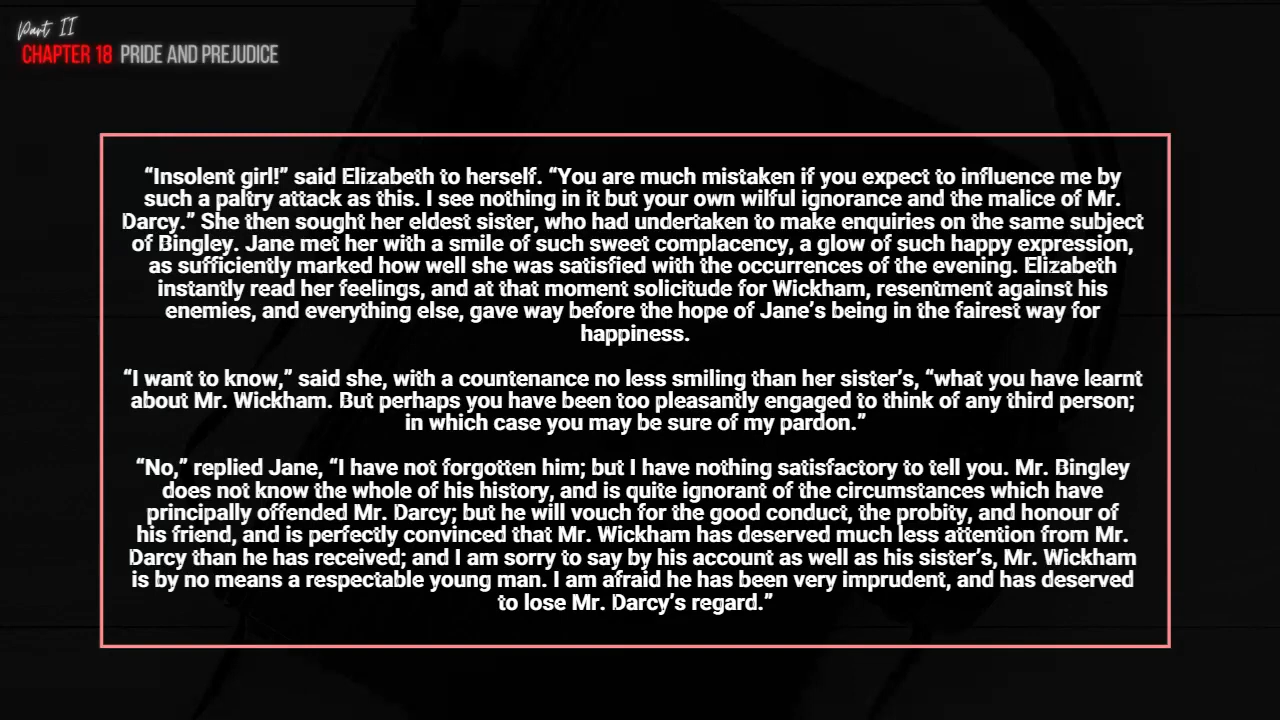 Part II
CHAPTER 18 PRIDE AND PREJUDICE
“Insolent girl!” said Elizabeth to herself. “You are much mistaken if you expect to influence me by
such a paltry attack as this. I see nothing in it but your own wilful ignorance and the malice of Mr.
Darcy.” She then sought her eldest sister, who had undertaken to make enquiries on the same subject
of Bingley. Jane met her with a smile of such sweet complacency, a glow of such happy expression,
as sufficiently marked how well she was satisfied with the occurrences of the evening. Elizabeth
instantly read her feelings, and at that moment solicitude for Wickham, resentment against his
enemies, and everything else, gave way before the hope of Jane’s being in the fairest way for
happiness.
“I want to know,” said she, with a countenance no less smiling than her sister’s, “what you have learnt
about Mr. Wickham. But perhaps you have been too pleasantly engaged to think of any third person;
in which case you may be sure of my pardon.”
“No,” replied Jane, “I have not forgotten him; but I have nothing satisfactory to tell you. Mr. Bingley
does not know the whole of his history, and is quite ignorant of the circumstances which have
principally offended Mr. Darcy; but he will vouch for the good conduct, the probity, and honour of
his friend, and is perfectly convinced that Mr. Wickham has deserved much less attention from Mr.
Darcy than he has received; and I am sorry to say by his account as well as his sister’s, Mr. Wickham
is by no means a respectable young man. I am afraid he has been very imprudent, and has deserved
to lose Mr. Darcy’s regard.”